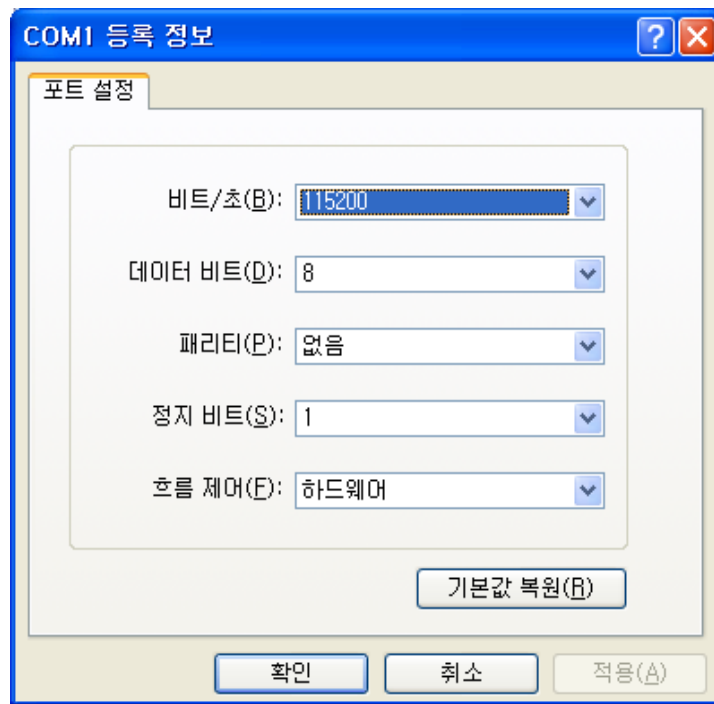 COM1 등록 정보
포트 설정
비트/초(B): 115200
데이터 비트(D): 8
패리티(P): 없음
정지 비트(S): 1
흐름 제어(F): 하드웨어
기본값 복원(R)
확인 취소 적용(A)